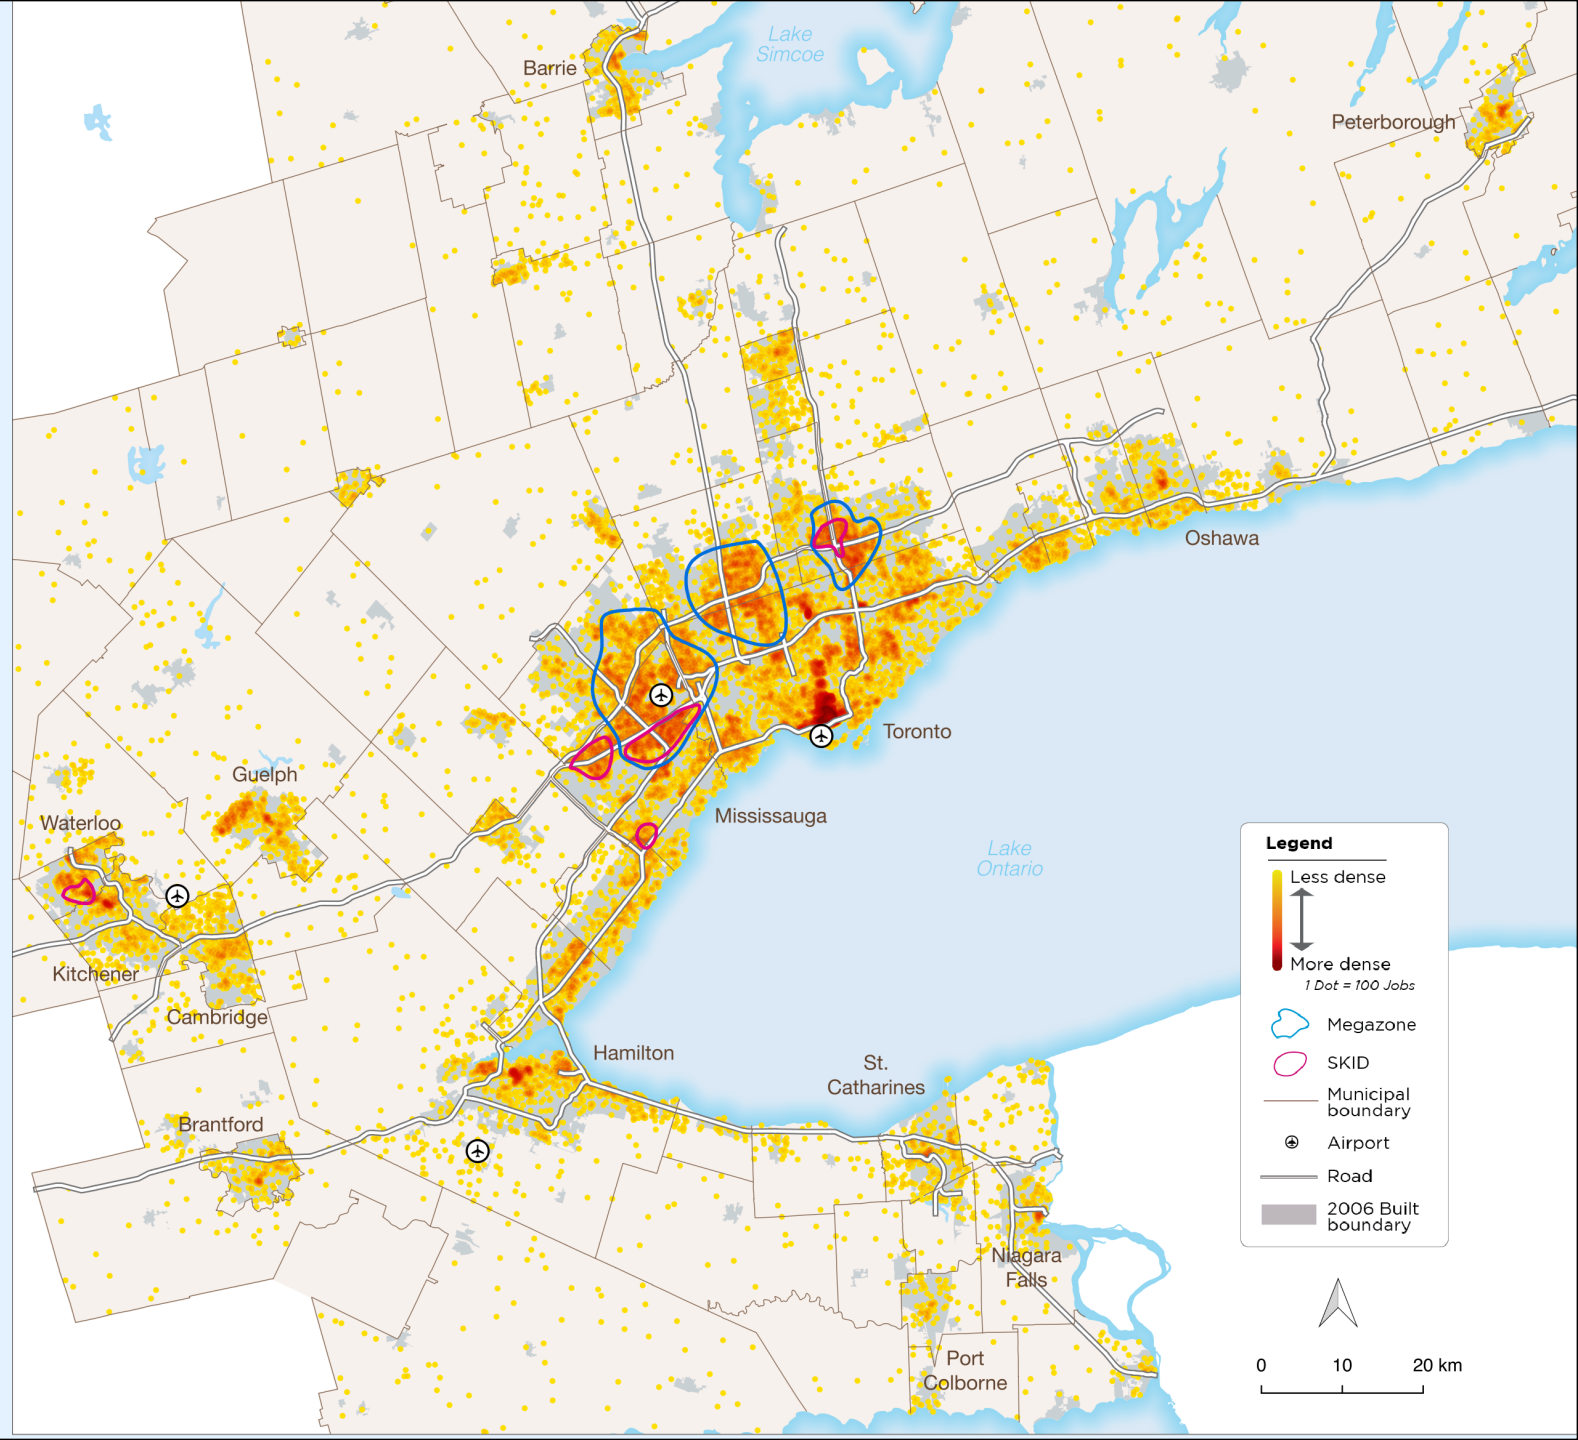 Lake
Simcoe
Barrie
Peterborough
Oshawa
Toronto
Guelph
Mississauga
Waterloo
Lake
Ontario
Kitchener
Cambridge
Hamilton
St.
Catharines
Brantford
Niagara
Falls
Port
Colborne
Legend
Less dense
More dense
1 Dot = 100 Jobs
Megazone
SKID
Municipal
boundary
Airport
Road
2006 Built
boundary
0 10 20 km